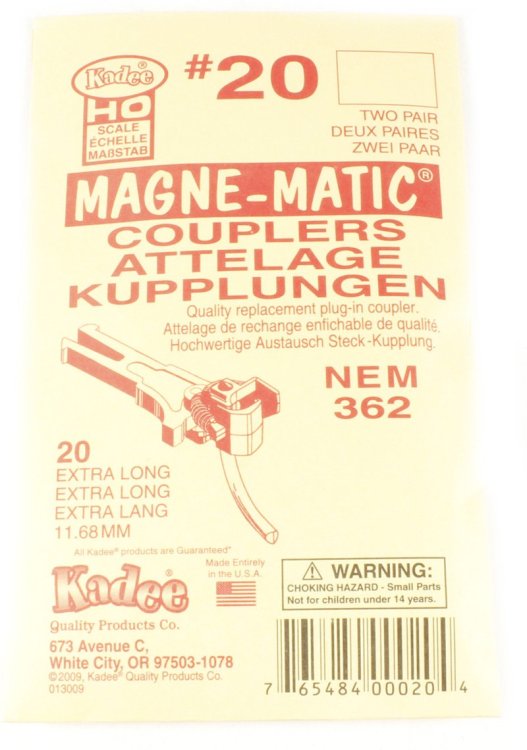 Kadee®
HO
SCALE
ÉCHELLE
MAßSTAB
#20
TWO PAIR
DEUX PAIRES
ZWEI PAAR
MAGNE-MATIC®
COUPLERS
ATTELAGE
KUPPLUNGEN
Quality replacement plug-in coupler.
Attelage de rechange enfichable de qualité.
Hochwertige Austausch Steck-Kupplung.
NEM
362
20
EXTRA LONG
EXTRA LONG
EXTRA LANG
11.68 MM
All Kadee® products are Guaranteed"
Kadee®
Quality Products Co.
Made Entirely
in the U.S.A.
673 Avenue C,
White City, OR 97503-1078
©2009, Kadee® Quality Products Co.
013009
⚠ WARNING:
CHOKING HAZARD - Small Parts
Not for children under 14 years.
7 65484 00020 4